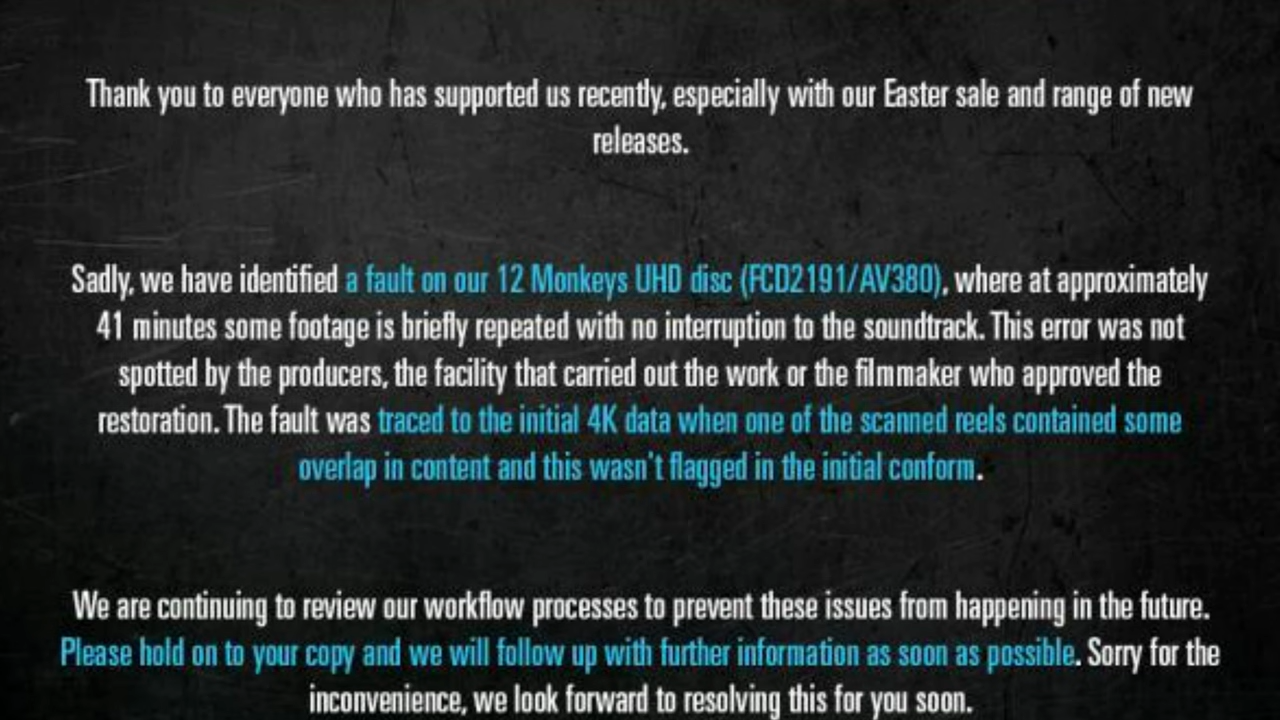 Thank you to everyone who has supported us recently, especially with our Easter sale and range of new
releases.
Sadly, we have identified a fault on our 12 Monkeys UHD disc (FCD2191/AV380), where at approximately
41 minutes some footage is briefly repeated with no interruption to the soundtrack. This error was not
spotted by the producers, the facility that carried out the work or the filmmaker who approved the
restoration. The fault was traced to the initial 4K data when one of the scanned reels contained some
overlap in content and this wasn't flagged in the initial conform.
We are continuing to review our workflow processes to prevent these issues from happening in the future.
Please hold on to your copy and we will follow up with further information as soon as possible. Sorry for the
inconvenience, we look forward to resolving this for you soon.